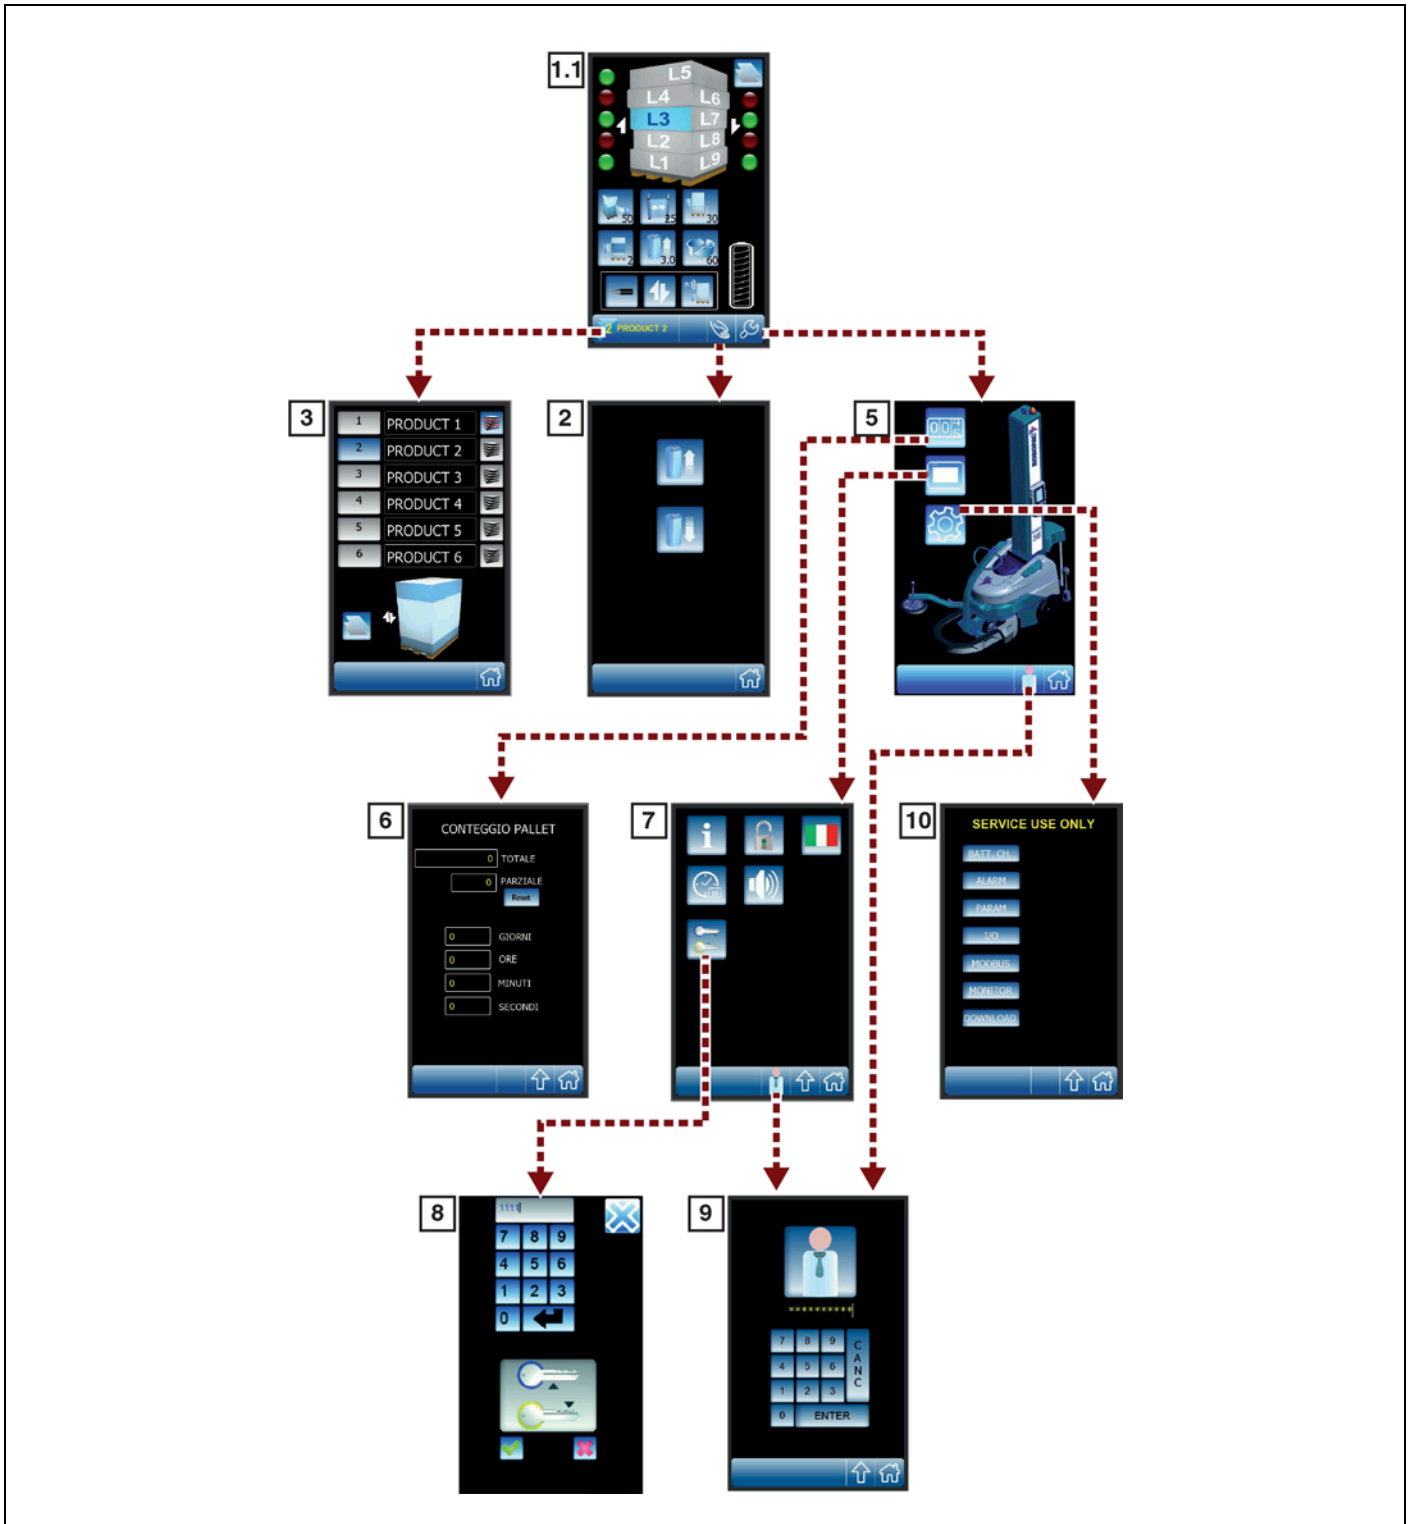 1.1
L5
L4 L6
L3 L7
L2 L8
L1 L9
50 25 30
2 3.0 60
2 PRODUCT 2
3
1 PRODUCT 1
2 PRODUCT 2
3 PRODUCT 3
4 PRODUCT 4
5 PRODUCT 5
6 PRODUCT 6
2
5
6
CONTEGGIO PALLET
0 TOTALE
0 PARZIALE
Reset
0 GIORNI
0 ORE
0 MINUTI
0 SECONDI
7
i
10
SERVICE USE ONLY
BATT. CH.
ALARM
PARAM
I/O
MODBUS
MONITOR
DOWNLOAD
8
1111
7 8 9
4 5 6
1 2 3
0
9
**********
7 8 9
4 5 6
1 2 3
CANC
0 ENTER